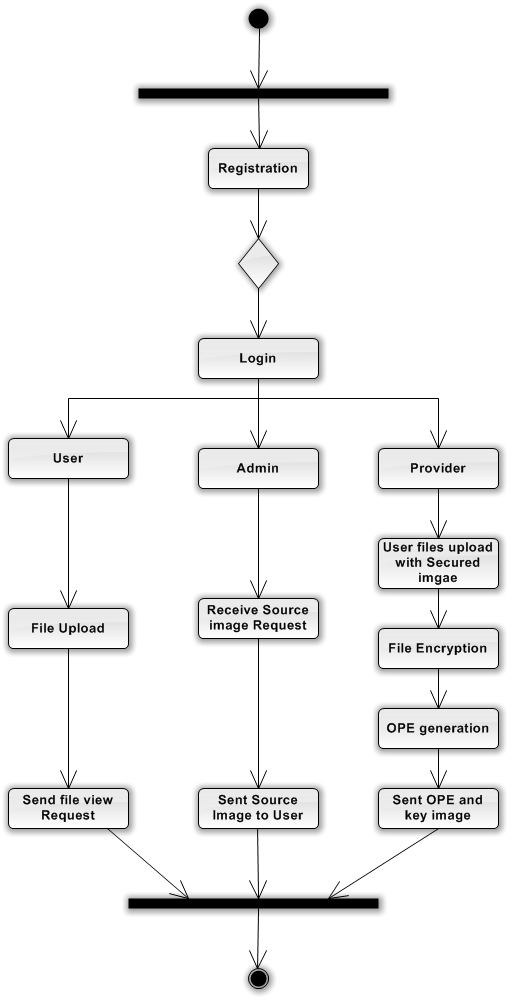 Registration
Login
User
Admin
Provider
User files upload
with Secured
imgae
Receive Source
image Request
File Upload
File Encryption
OPE generation
Send file view
Request
Sent Source
Image to User
Sent OPE and
key image